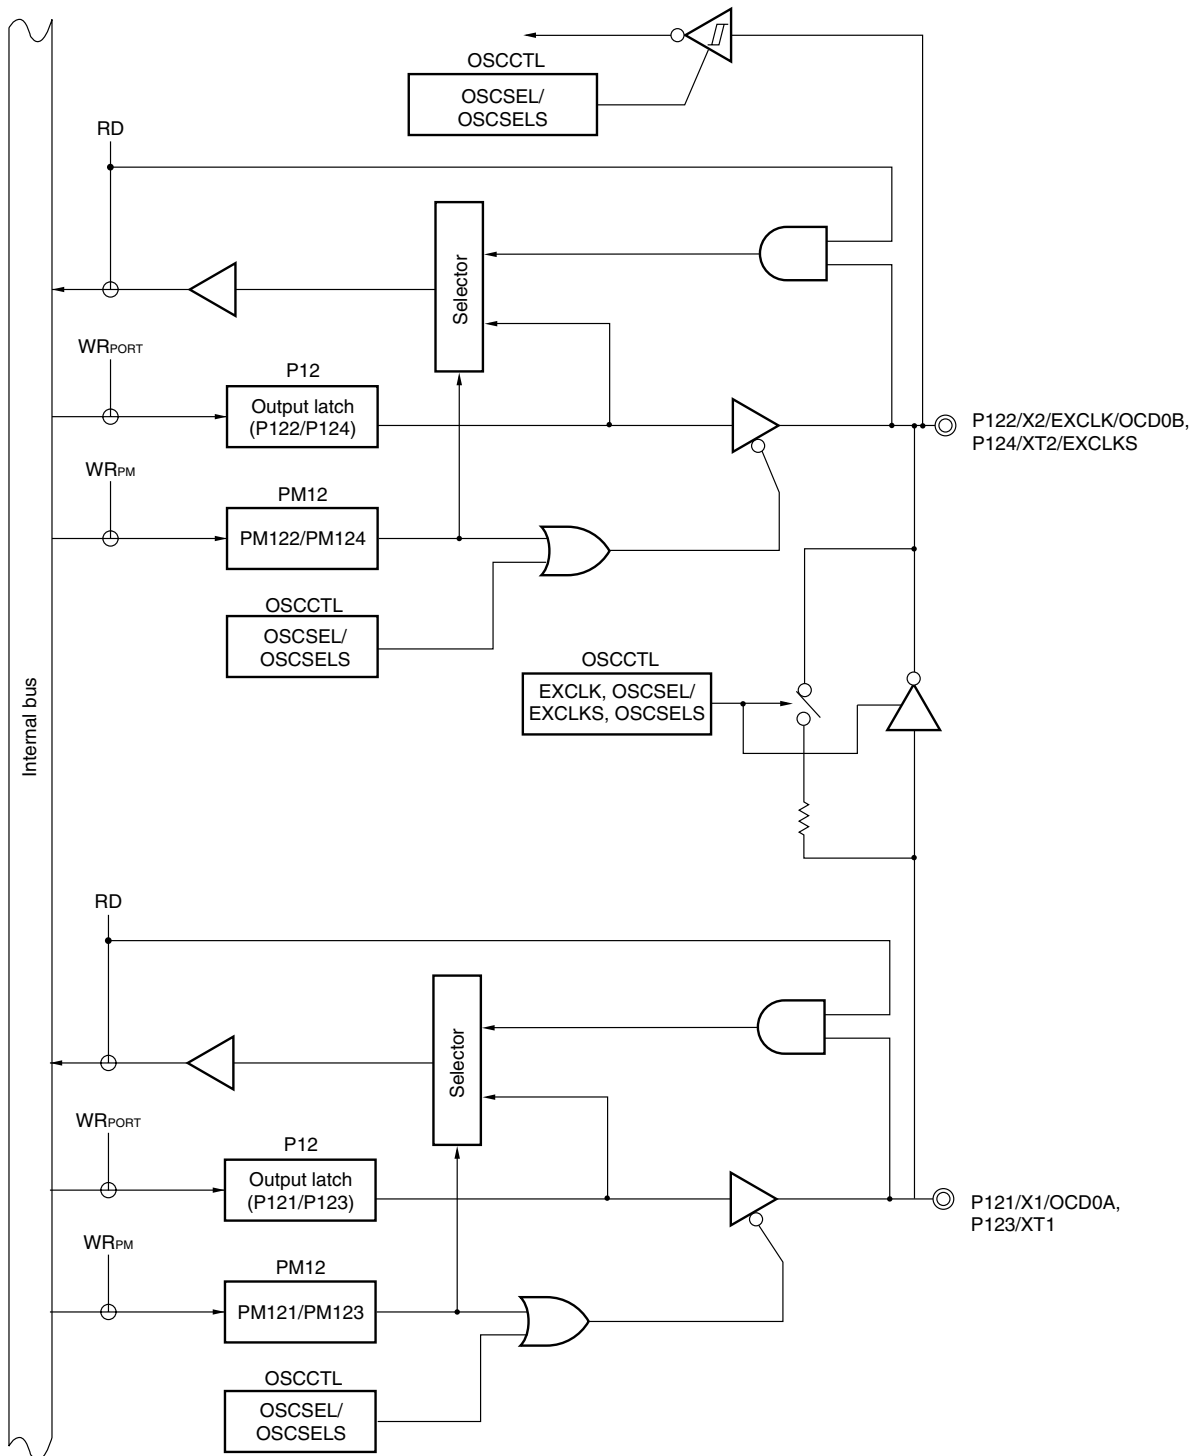 OSCCTL
OSCSEL/
OSCSELS
RD
Selector
WRPORT
P12
Output latch
(P122/P124)
P122/X2/EXCLK/OCD0B,
P124/XT2/EXCLKS
WRPM
PM12
PM122/PM124
OSCCTL
OSCSEL/
OSCSELS
OSCCTL
EXCLK, OSCSEL/
EXCLKS, OSCSELS
Internal bus
RD
Selector
WRPORT
P12
Output latch
(P121/P123)
P121/X1/OCD0A,
P123/XT1
WRPM
PM12
PM121/PM123
OSCCTL
OSCSEL/
OSCSELS